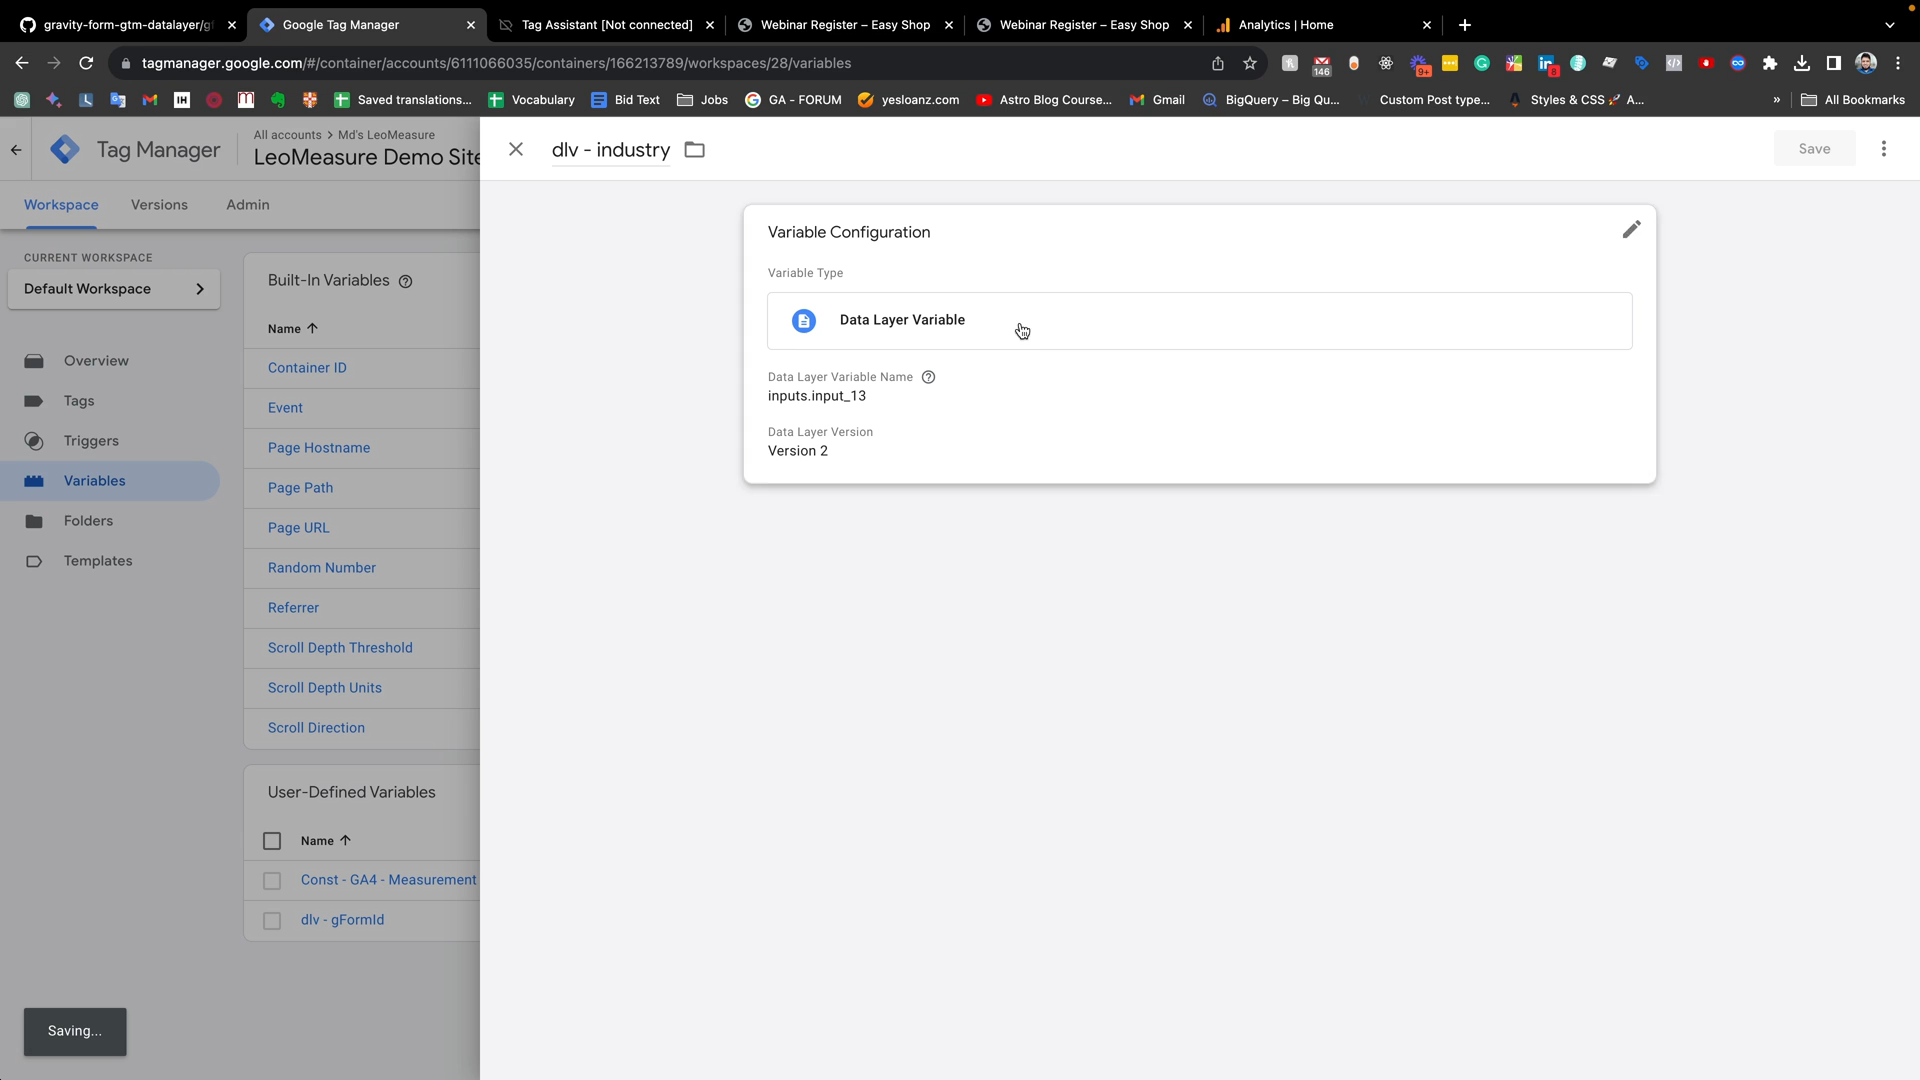 gravity-form-gtm-datalayer/g
Google Tag Manager
Tag Assistant [Not connected]
Webinar Register – Easy Shop
Webinar Register – Easy Shop
Analytics | Home
tagmanager.google.com/#/container/accounts/6111066035/containers/166213789/workspaces/28/variables
146
9+
8
Saved translations...
Vocabulary
Bid Text
Jobs
GA - FORUM
yesloanz.com
Astro Blog Course...
Gmail
BigQuery – Big Qu...
Custom Post type...
Styles & CSS 🚀 A...
»
All Bookmarks
Tag Manager
All accounts > Md's LeoMeasure
LeoMeasure Demo Site
dlv - industry
Save
Workspace
Versions
Admin
CURRENT WORKSPACE
Default Workspace
Overview
Tags
Triggers
Variables
Folders
Templates
Built-In Variables
Name
Container ID
Event
Page Hostname
Page Path
Page URL
Random Number
Referrer
Scroll Depth Threshold
Scroll Depth Units
Scroll Direction
User-Defined Variables
Name
Const - GA4 - Measurement
dlv - gFormId
Variable Configuration
Variable Type
Data Layer Variable
Data Layer Variable Name
inputs.input_13
Data Layer Version
Version 2
Saving...